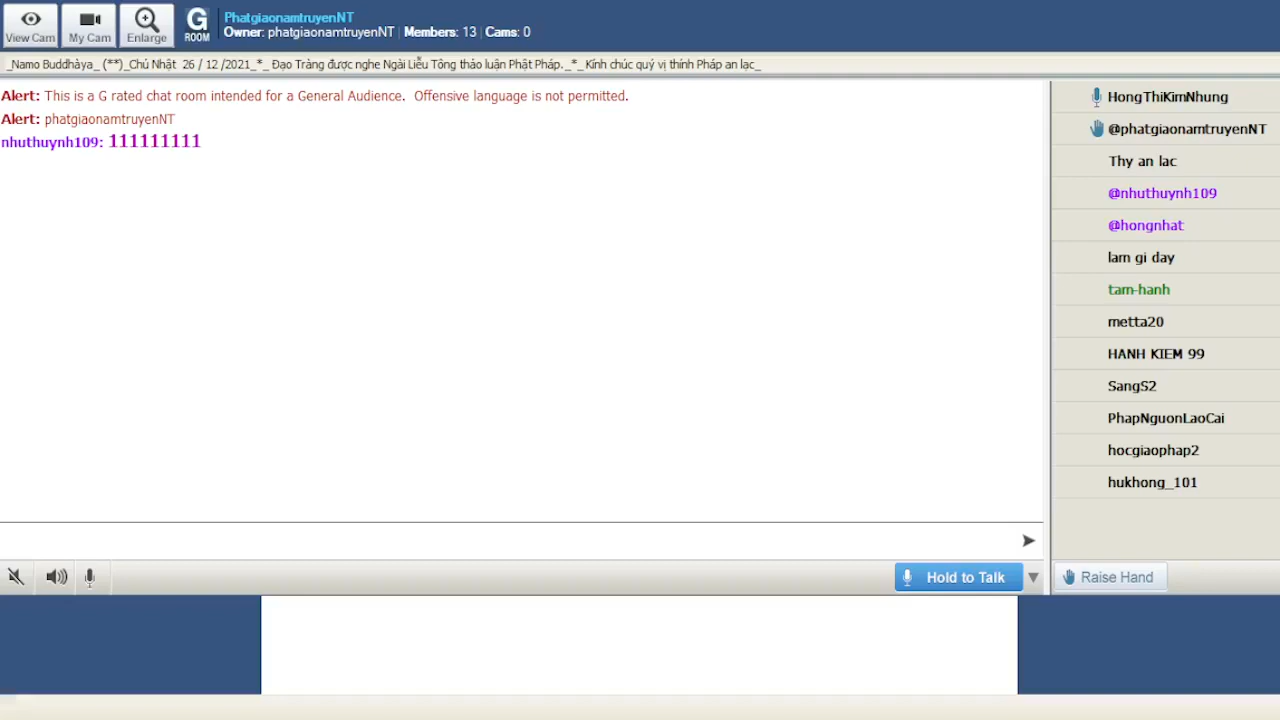 View Cam
My Cam
Enlarge
G
ROOM
PhatgiaonamtruyenNT
Owner: phatgiaonamtruyenNT | Members: 13 | Cams: 0
_Namo Buddhàya_ (**)_Chủ Nhật 26 / 12 /2021_*_ Đạo Tràng được nghe Ngài Liễu Tông thảo luận Phật Pháp._*_Kính chúc quý vị thính Pháp an lạc_
Alert: This is a G rated chat room intended for a General Audience. Offensive language is not permitted.
Alert: phatgiaonamtruyenNT
nhuthuynh109: 111111111
HongThiKimNhung
@phatgiaonamtruyenNT
Thy an lac
@nhuthuynh109
@hongnhat
lam gi day
tam-hanh
metta20
HANH KIEM 99
SangS2
PhapNguonLaoCai
hocgiaophap2
hukhong_101
Hold to Talk
Raise Hand